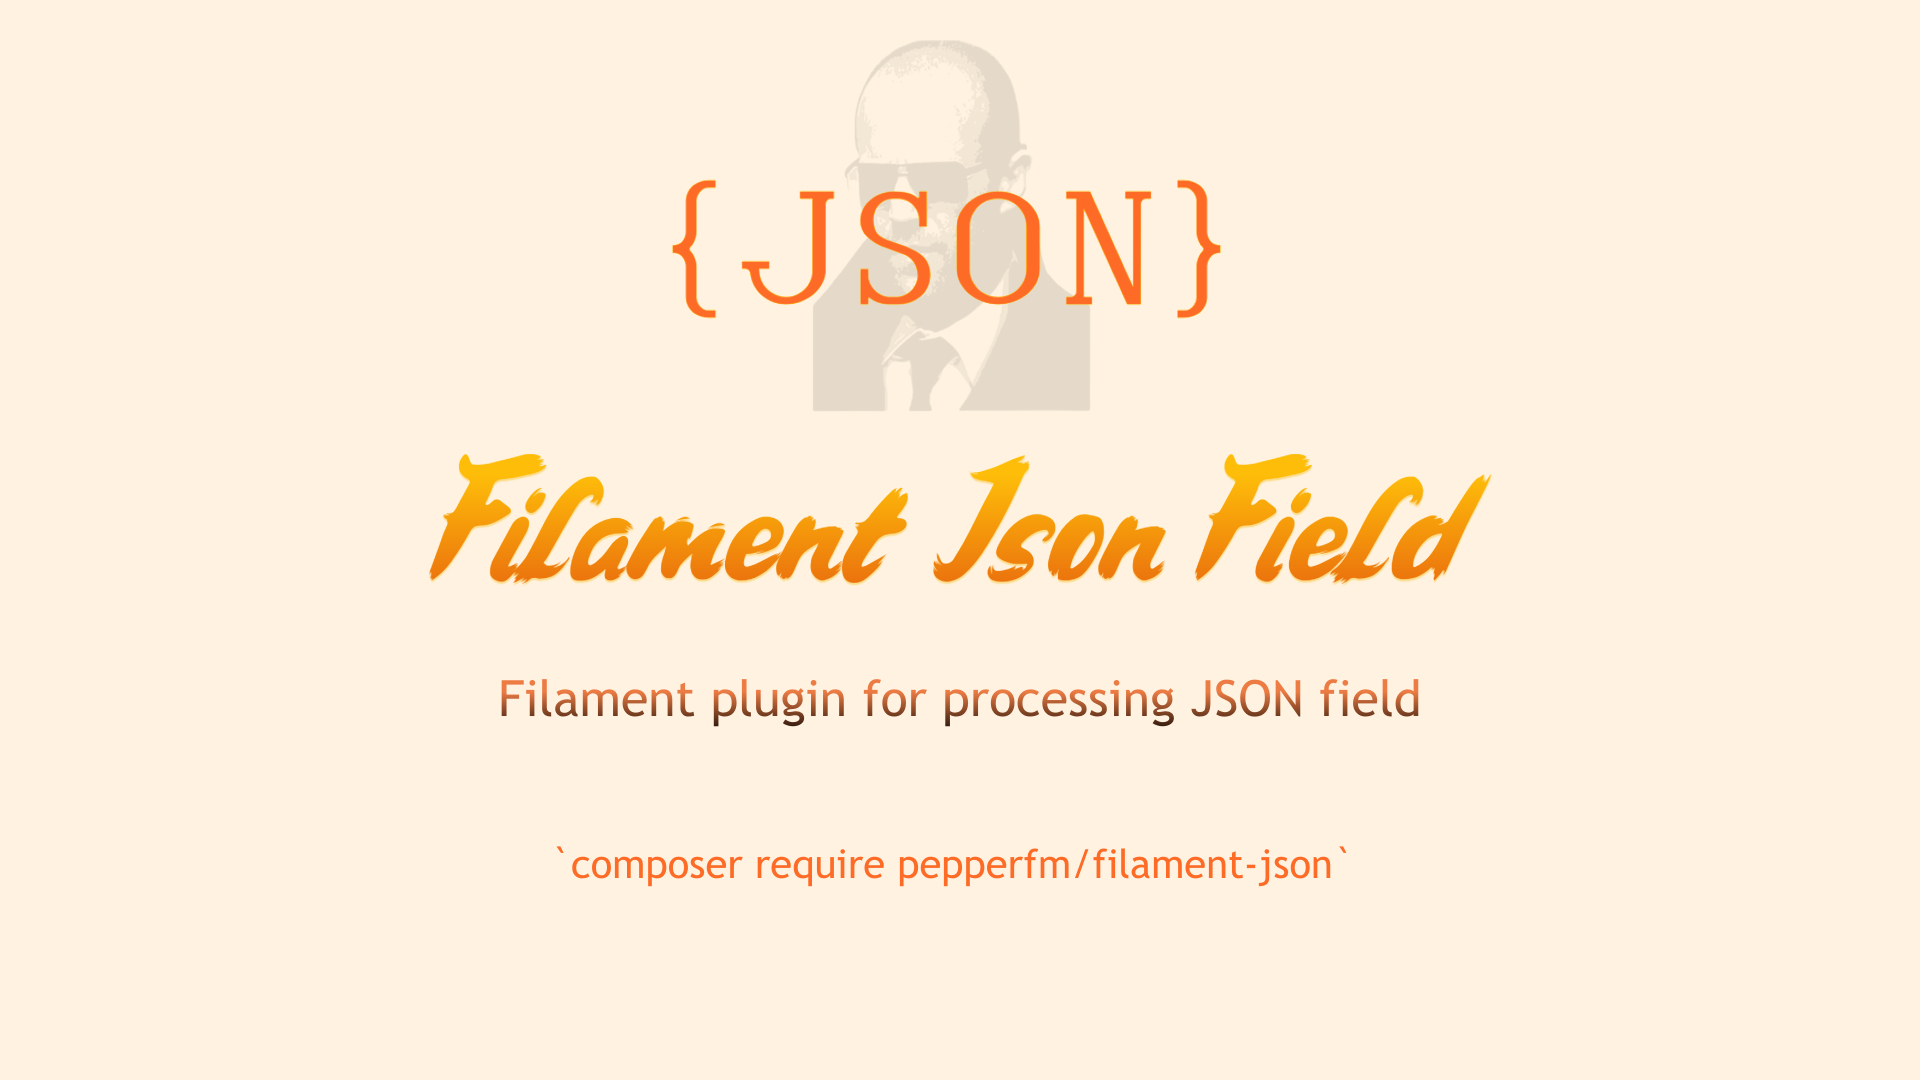 {JSON}
Filament Json Field
Filament plugin for processing JSON field
`composer require pepperfm/filament-json`